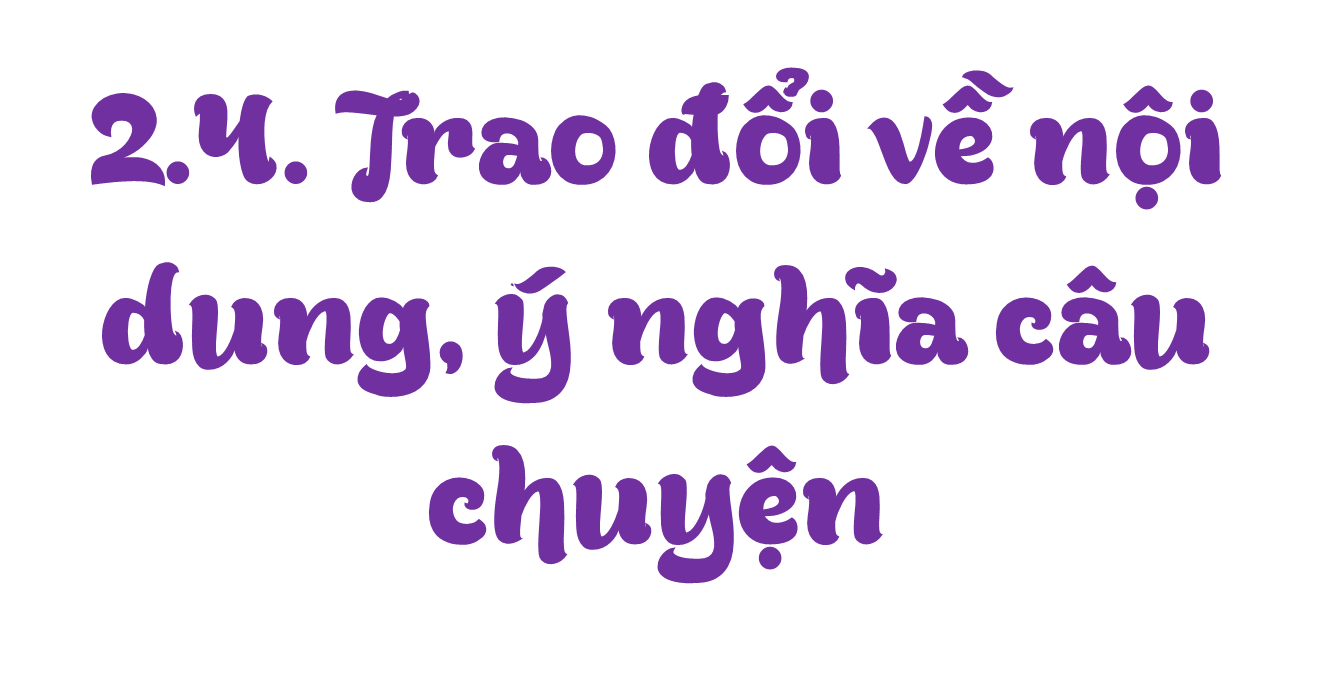 2.4. Trao đổi về nội
dung, ý nghĩa câu
chuyện